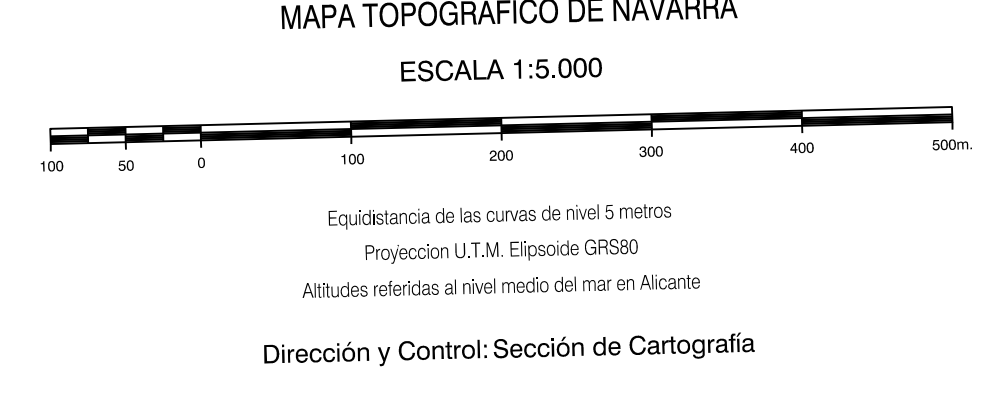 MAPA TOPOGRAFICO DE NAVARRA
ESCALA 1:5.000
100 50 0 100 200 300 400 500m.
Equidistancia de las curvas de nivel 5 metros
Proyeccion U.T.M. Elipsoide GRS80
Altitudes referidas al nivel medio del mar en Alicante
Dirección y Control: Sección de Cartografía